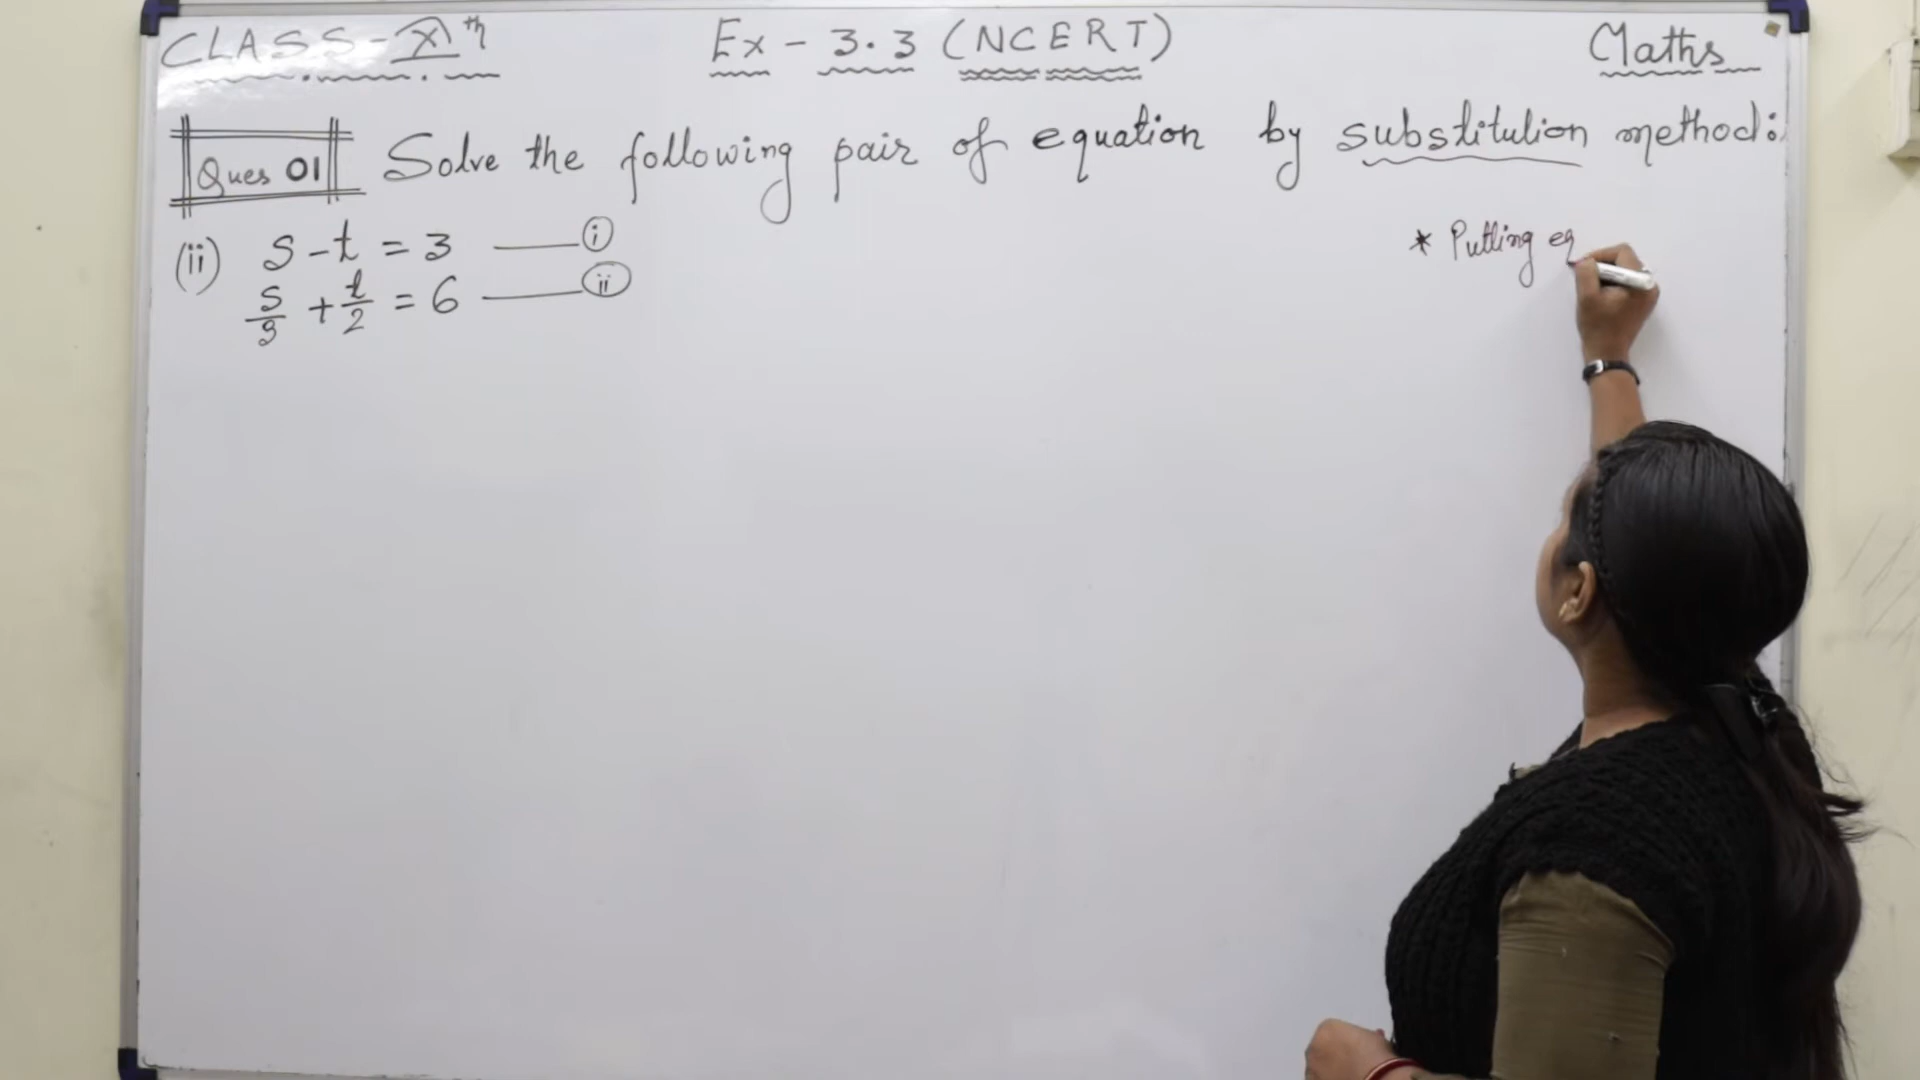 CLASS-Xth Ex - 3.3 (NCERT) Maths
Ques 01 Solve the following pair of equation by substitution method:
(ii) s - t = 3 ——— (i)
s/3 + t/2 = 6 ——— (ii)
* Putting eq